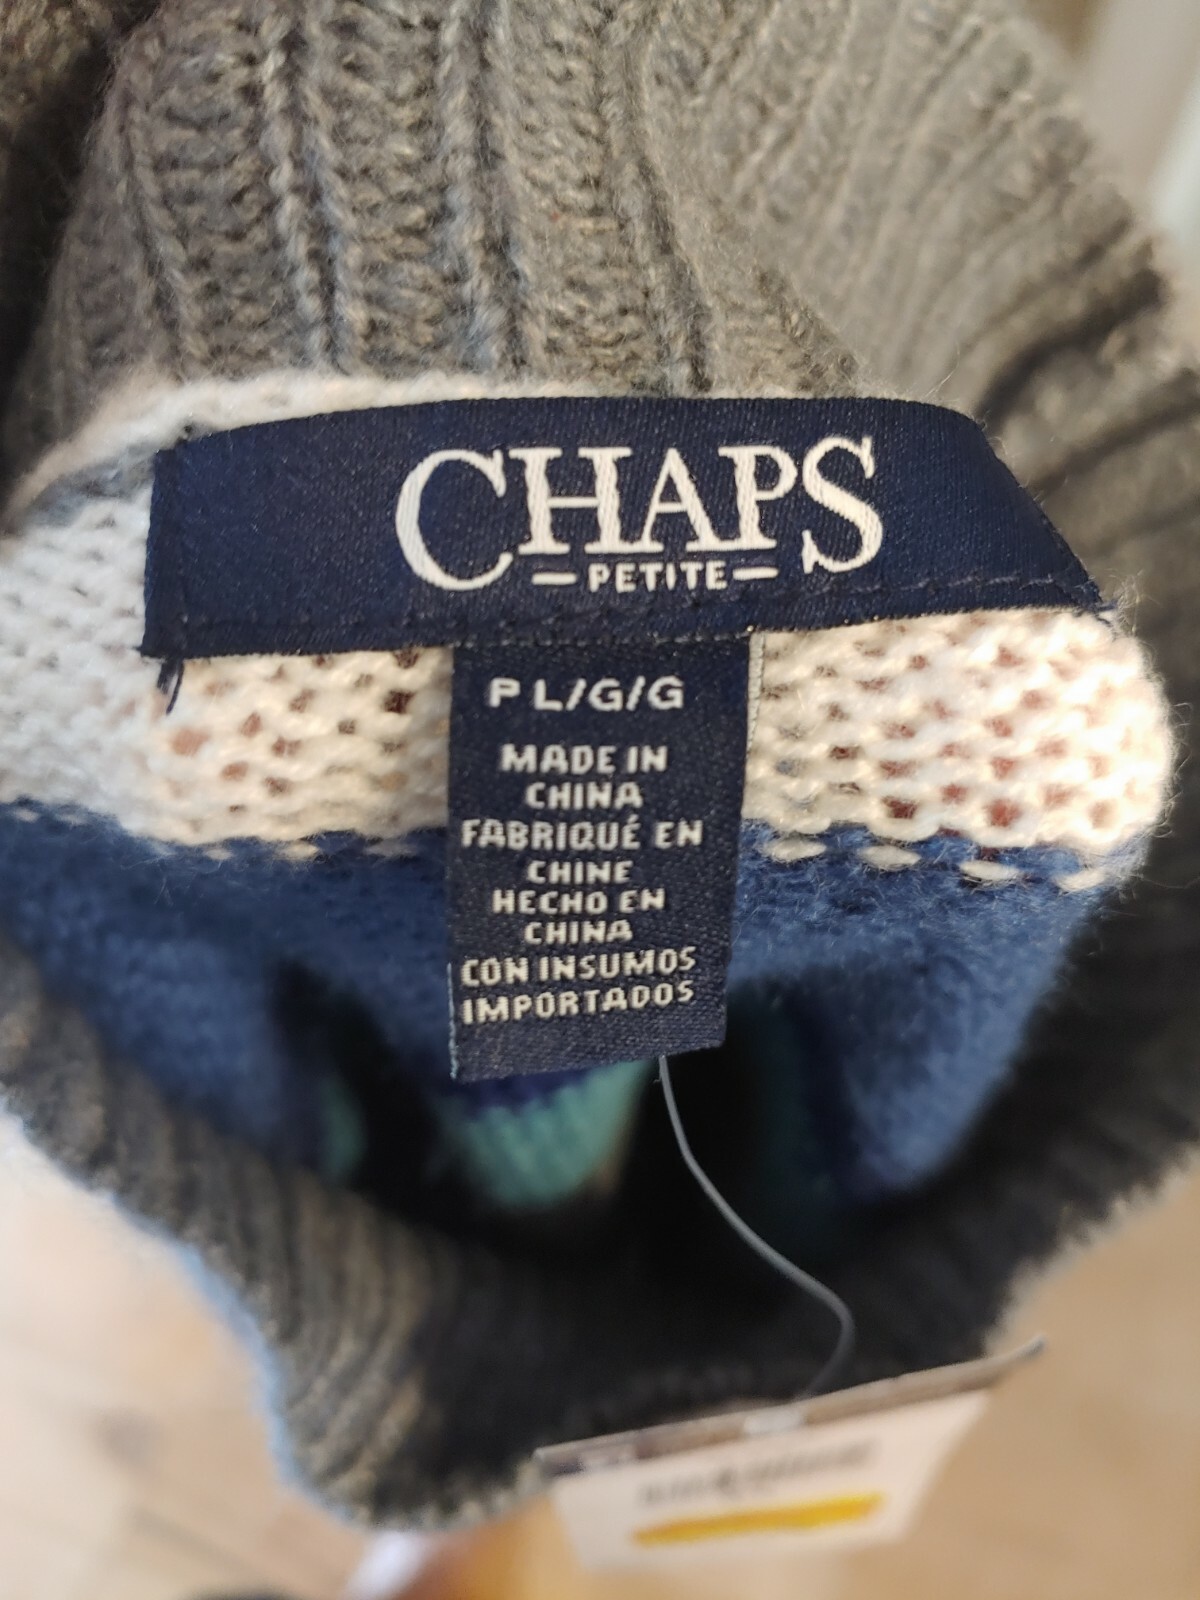 CHAPS
PETITE
P L/G/G
MADE IN
CHINA
FABRIQUÉ EN
CHINE
HECHO EN
CHINA
CON INSUMOS
IMPORTADOS